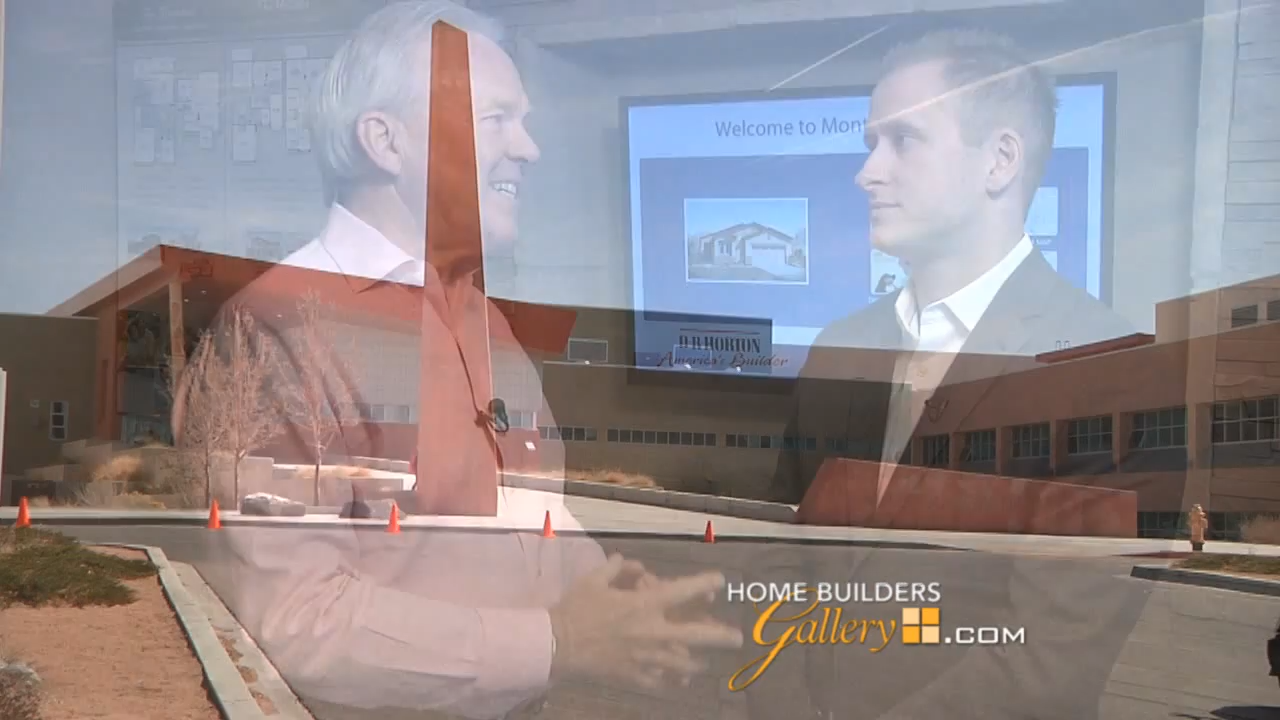 Welcome to Mont
D·R·HORTON
America's Builder
HOME BUILDERS
Gallery.COM